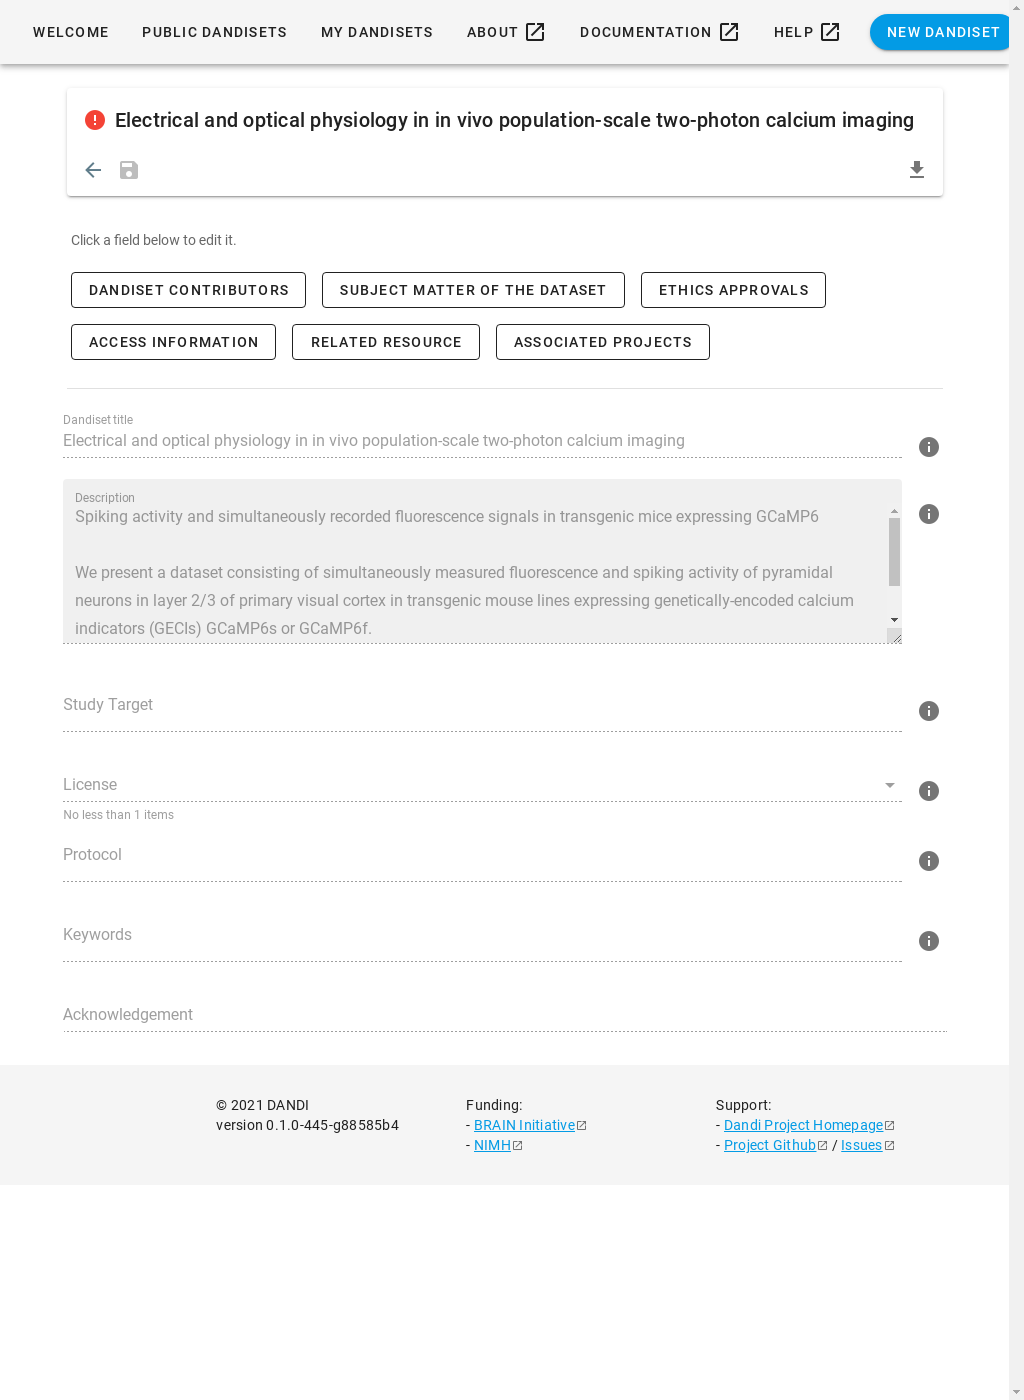 WELCOME PUBLIC DANDISETS MY DANDISETS ABOUT DOCUMENTATION HELP NEW DANDISET
Electrical and optical physiology in in vivo population-scale two-photon calcium imaging
Click a field below to edit it.
DANDISET CONTRIBUTORS SUBJECT MATTER OF THE DATASET ETHICS APPROVALS
ACCESS INFORMATION RELATED RESOURCE ASSOCIATED PROJECTS
Dandiset title
Electrical and optical physiology in in vivo population-scale two-photon calcium imaging
Description
Spiking activity and simultaneously recorded fluorescence signals in transgenic mice expressing GCaMP6
We present a dataset consisting of simultaneously measured fluorescence and spiking activity of pyramidal
neurons in layer 2/3 of primary visual cortex in transgenic mouse lines expressing genetically-encoded calcium
indicators (GECIs) GCaMP6s or GCaMP6f.
Study Target
License
No less than 1 items
Protocol
Keywords
Acknowledgement
© 2021 DANDI
version 0.1.0-445-g88585b4
Funding:
- BRAIN Initiative
- NIMH
Support:
- Dandi Project Homepage
- Project Github / Issues